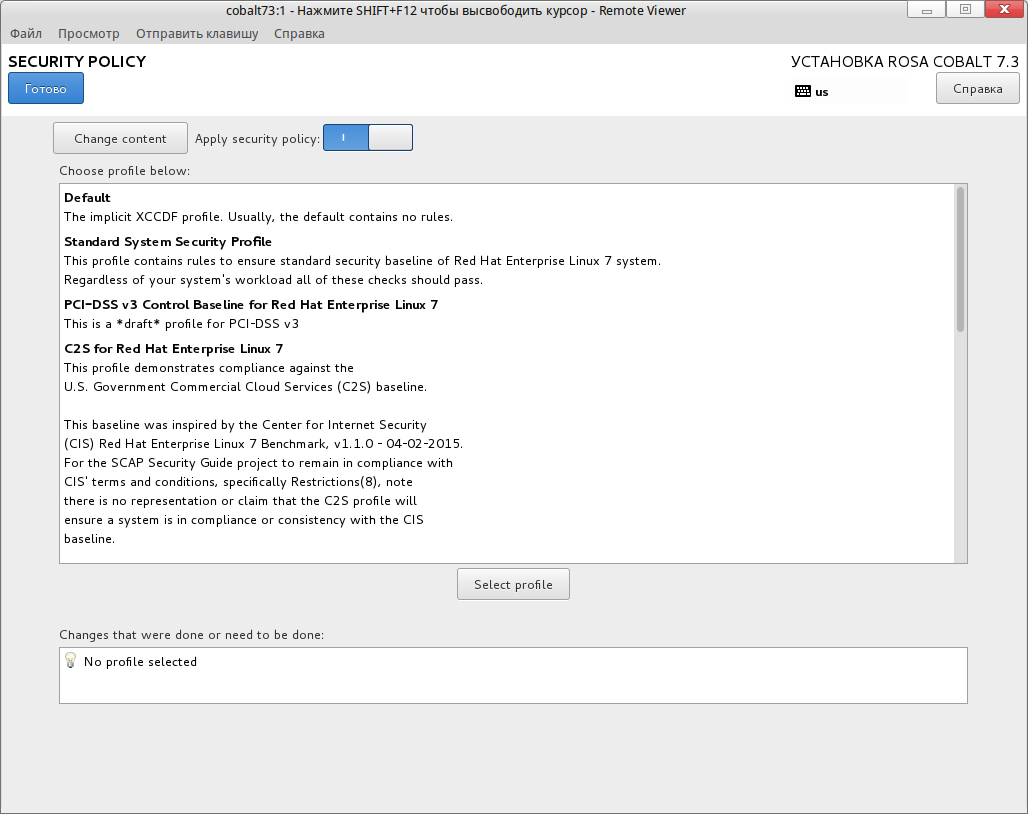 cobalt73:1 - Нажмите SHIFT+F12 чтобы высвободить курсор - Remote Viewer
Файл Просмотр Отправить клавишу Справка
SECURITY POLICY
УСТАНОВКА ROSA COBALT 7.3
Готово
us
Справка
Change content
Apply security policy:
Choose profile below:
Default
The implicit XCCDF profile. Usually, the default contains no rules.
Standard System Security Profile
This profile contains rules to ensure standard security baseline of Red Hat Enterprise Linux 7 system.
Regardless of your system's workload all of these checks should pass.
PCI-DSS v3 Control Baseline for Red Hat Enterprise Linux 7
This is a *draft* profile for PCI-DSS v3
C2S for Red Hat Enterprise Linux 7
This profile demonstrates compliance against the
U.S. Government Commercial Cloud Services (C2S) baseline.
This baseline was inspired by the Center for Internet Security
(CIS) Red Hat Enterprise Linux 7 Benchmark, v1.1.0 - 04-02-2015.
For the SCAP Security Guide project to remain in compliance with
CIS' terms and conditions, specifically Restrictions(8), note
there is no representation or claim that the C2S profile will
ensure a system is in compliance or consistency with the CIS
baseline.
Select profile
Changes that were done or need to be done:
No profile selected